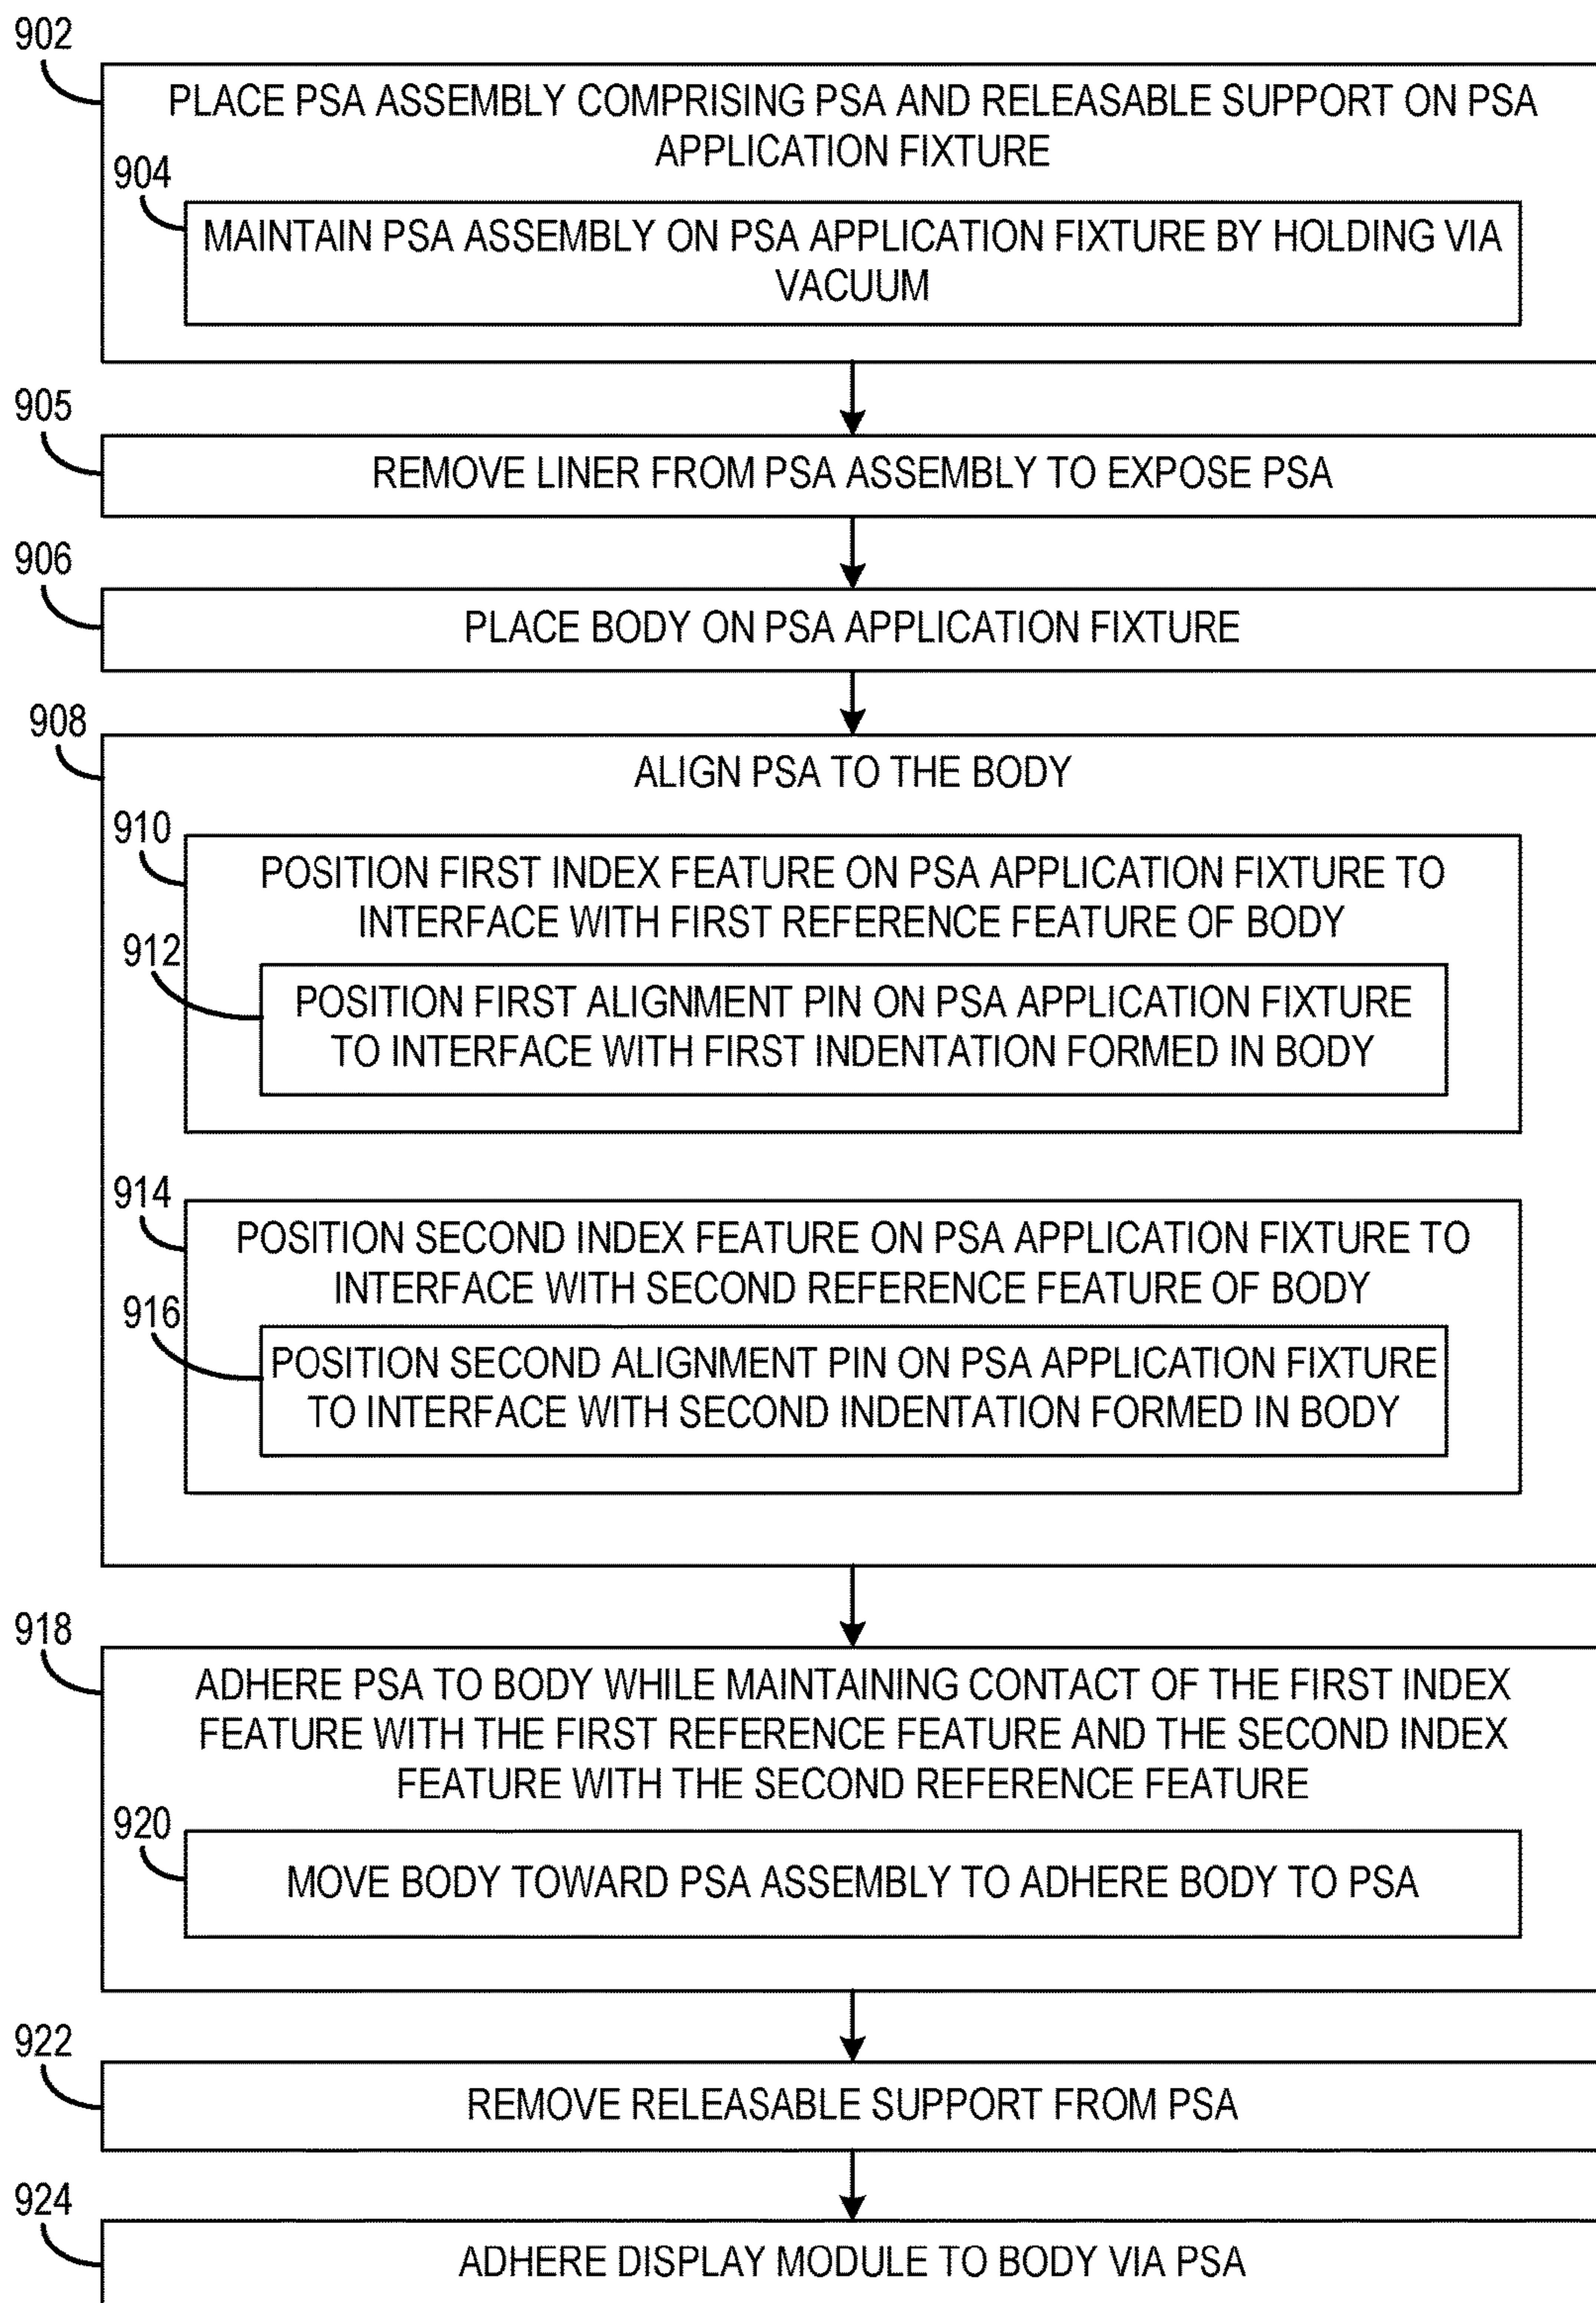 902
PLACE PSA ASSEMBLY COMPRISING PSA AND RELEASABLE SUPPORT ON PSA
APPLICATION FIXTURE
904
MAINTAIN PSA ASSEMBLY ON PSA APPLICATION FIXTURE BY HOLDING VIA
VACUUM
905
REMOVE LINER FROM PSA ASSEMBLY TO EXPOSE PSA
906
PLACE BODY ON PSA APPLICATION FIXTURE
908
ALIGN PSA TO THE BODY
910
POSITION FIRST INDEX FEATURE ON PSA APPLICATION FIXTURE TO
INTERFACE WITH FIRST REFERENCE FEATURE OF BODY
912
POSITION FIRST ALIGNMENT PIN ON PSA APPLICATION FIXTURE
TO INTERFACE WITH FIRST INDENTATION FORMED IN BODY
914
POSITION SECOND INDEX FEATURE ON PSA APPLICATION FIXTURE TO
INTERFACE WITH SECOND REFERENCE FEATURE OF BODY
916
POSITION SECOND ALIGNMENT PIN ON PSA APPLICATION FIXTURE
TO INTERFACE WITH SECOND INDENTATION FORMED IN BODY
918
ADHERE PSA TO BODY WHILE MAINTAINING CONTACT OF THE FIRST INDEX
FEATURE WITH THE FIRST REFERENCE FEATURE AND THE SECOND INDEX
FEATURE WITH THE SECOND REFERENCE FEATURE
920
MOVE BODY TOWARD PSA ASSEMBLY TO ADHERE BODY TO PSA
922
REMOVE RELEASABLE SUPPORT FROM PSA
924
ADHERE DISPLAY MODULE TO BODY VIA PSA